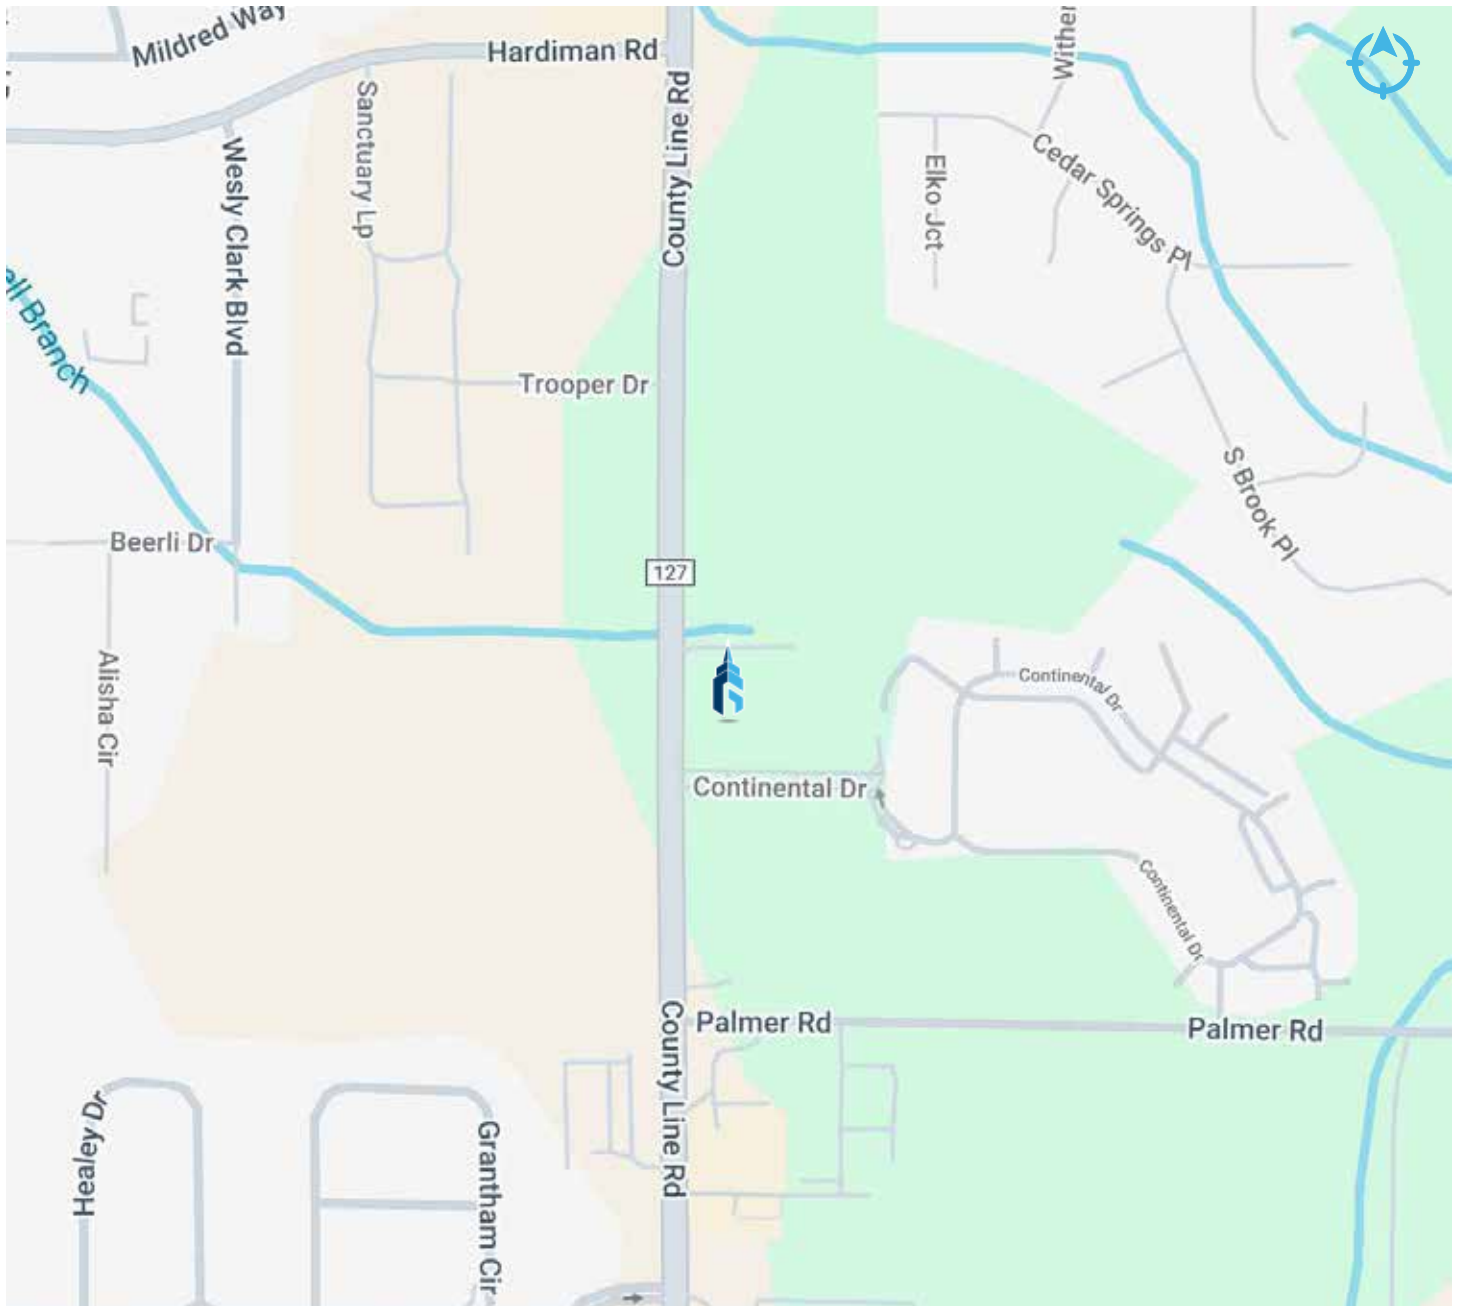 Mildred Way
Hardiman Rd
Sanctuary Lp
County Line Rd
Cedar Springs Pl
Elko Jct
Wesly Clark Blvd
Branch
Trooper Dr
S Brook Pl
Beerli Dr
127
Alisha Cir
Continental Dr
Continental Dr
Continental Dr
County Line Rd
Palmer Rd
Palmer Rd
Healey Dr
Grantham Cir